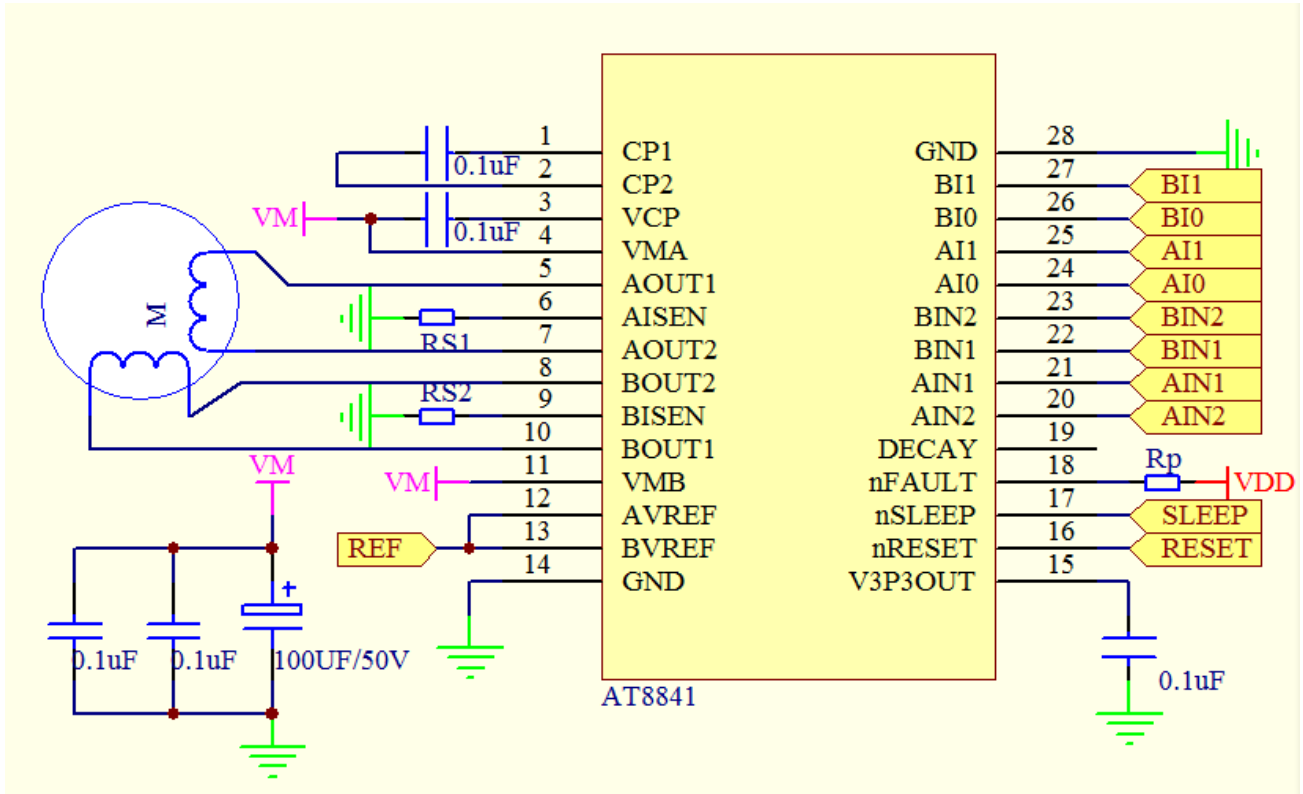 1 CP1 GND 28
0.1uF
2 CP2 BI1 27 BI1
VM 3 VCP BI0 26 BI0
0.1uF
4 VMA AI1 25 AI1
5 AOUT1 AI0 24 AI0
6 AISEN BIN2 23 BIN2
M
RS1
7 AOUT2 BIN1 22 BIN1
8 BOUT2 AIN1 21 AIN1
RS2
9 BISEN AIN2 20 AIN2
10 BOUT1 DECAY 19
VM
VM 11 VMB nFAULT 18 Rp VDD
12 AVREF nSLEEP 17 SLEEP
REF 13 BVREF nRESET 16 RESET
14 GND V3P3OUT 15
+
0.1uF 0.1uF 100UF/50V
0.1uF
AT8841